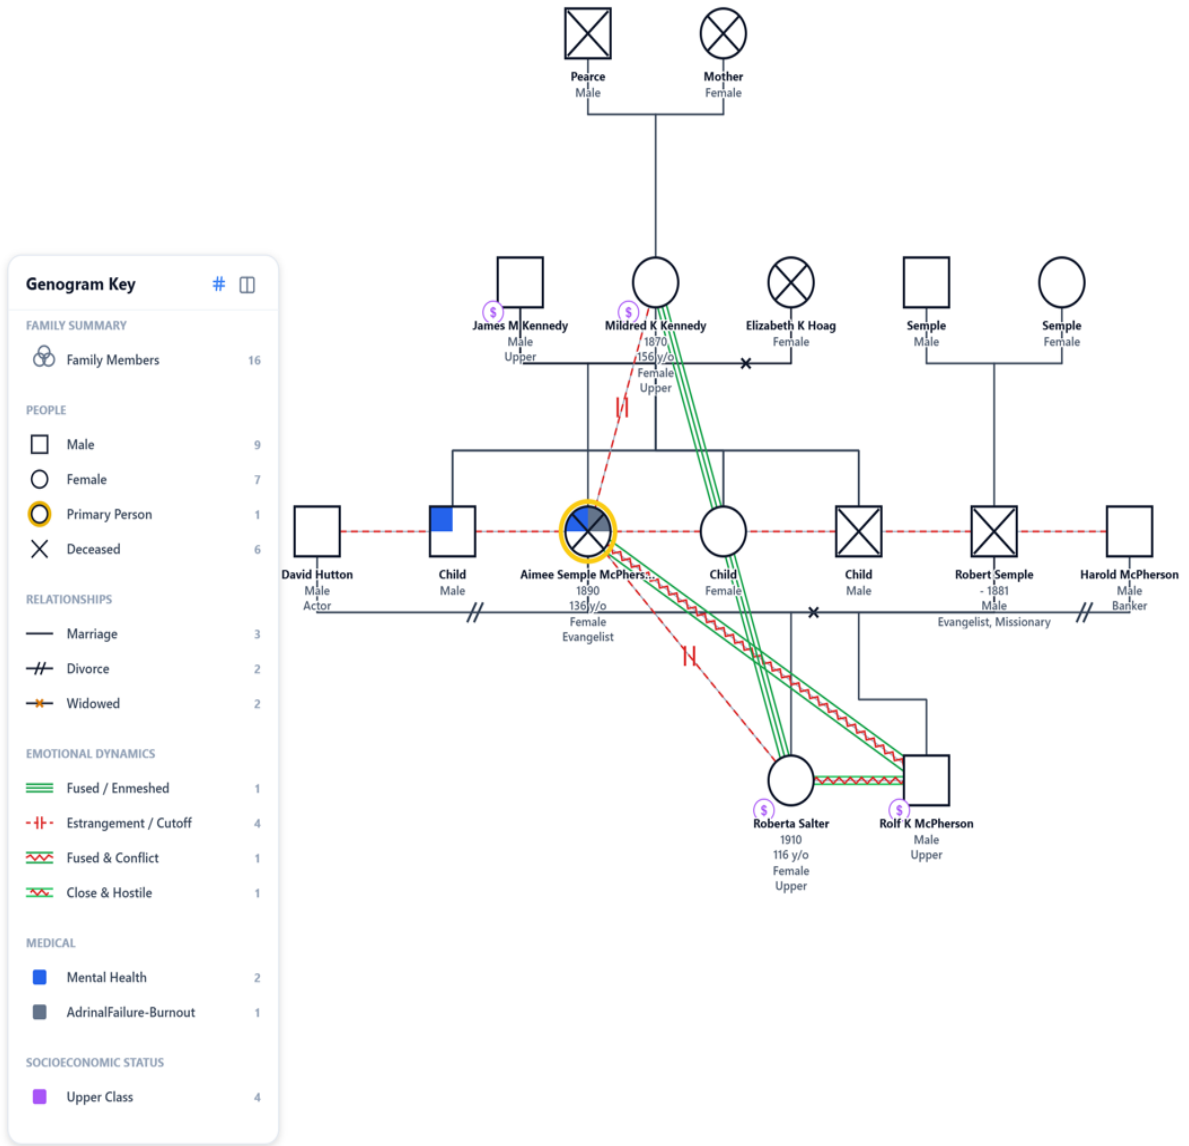 Pearce
Male
Mother
Female
Genogram Key
#
FAMILY SUMMARY
Family Members 16
PEOPLE
Male 9
Female 7
Primary Person 1
Deceased 6
RELATIONSHIPS
Marriage 3
Divorce 2
Widowed 2
EMOTIONAL DYNAMICS
Fused / Enmeshed 1
Estrangement / Cutoff 4
Fused & Conflict 1
Close & Hostile 1
MEDICAL
Mental Health 2
AdrinalFailure-Burnout 1
SOCIOECONOMIC STATUS
Upper Class 4
$
James M Kennedy
Male
Upper
$
Mildred K Kennedy
1870
156 y/o
Female
Upper
Elizabeth K Hoag
Female
Semple
Male
Semple
Female
David Hutton
Male
Actor
Child
Male
Aimee Semple McPhers...
1890
136 y/o
Female
Evangelist
Child
Female
Child
Male
Robert Semple
- 1881
Male
Evangelist, Missionary
Harold McPherson
Male
Banker
$
Roberta Salter
1910
116 y/o
Female
Upper
$
Rolf K McPherson
Male
Upper